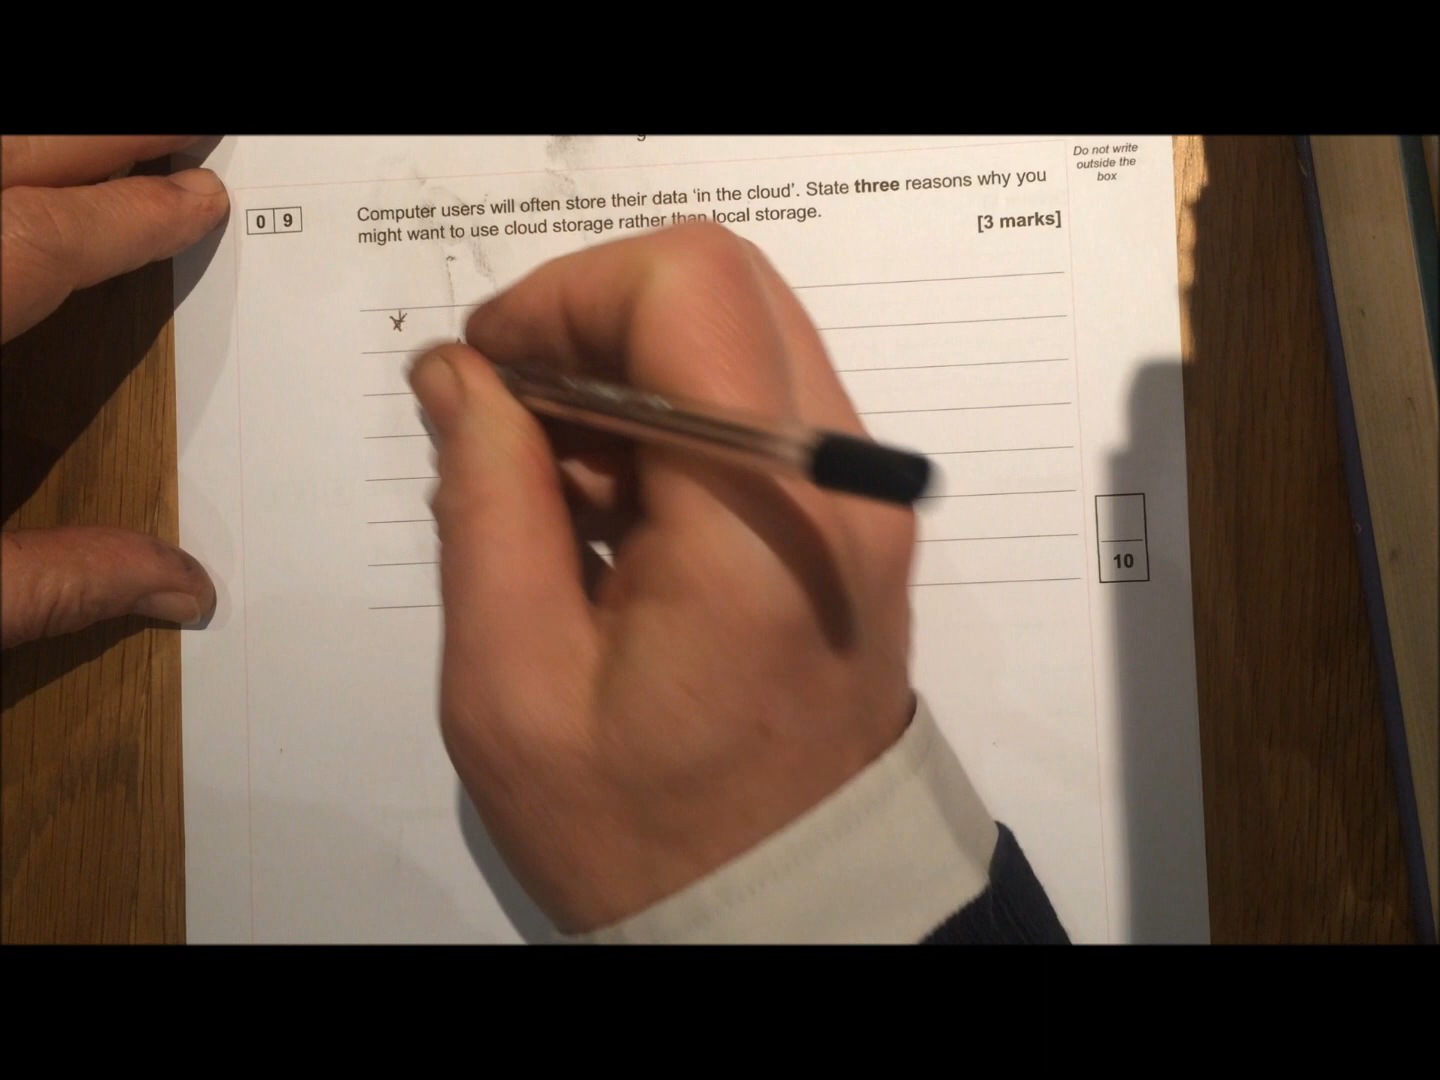 Do not write
outside the
box
0 9
Computer users will often store their data 'in the cloud'. State three reasons why you
might want to use cloud storage rather than local storage.
[3 marks]
10